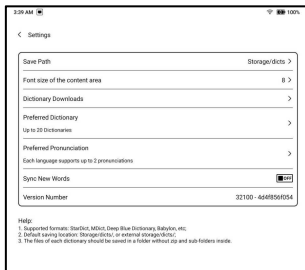 3:39 AM 100%
Settings
Save Path Storage/dicts >
Font size of the content area 8 >
Dictionary Downloads >
Preferred Dictionary >
Up to 20 Dictionaries
Preferred Pronunciation >
Each language supports up to 2 pronunciations
Sync New Words OFF
Version Number 32100 - 4d4f856f054
Help:
1. Supported formats: StarDict, MDict, Deep Blue Dictionary, Babylon, etc.
2. Default saving location: Storage/dicts/, or external storage/dicts/;
3. The files of each dictionary should be saved in a folder without zip and sub-folders inside.